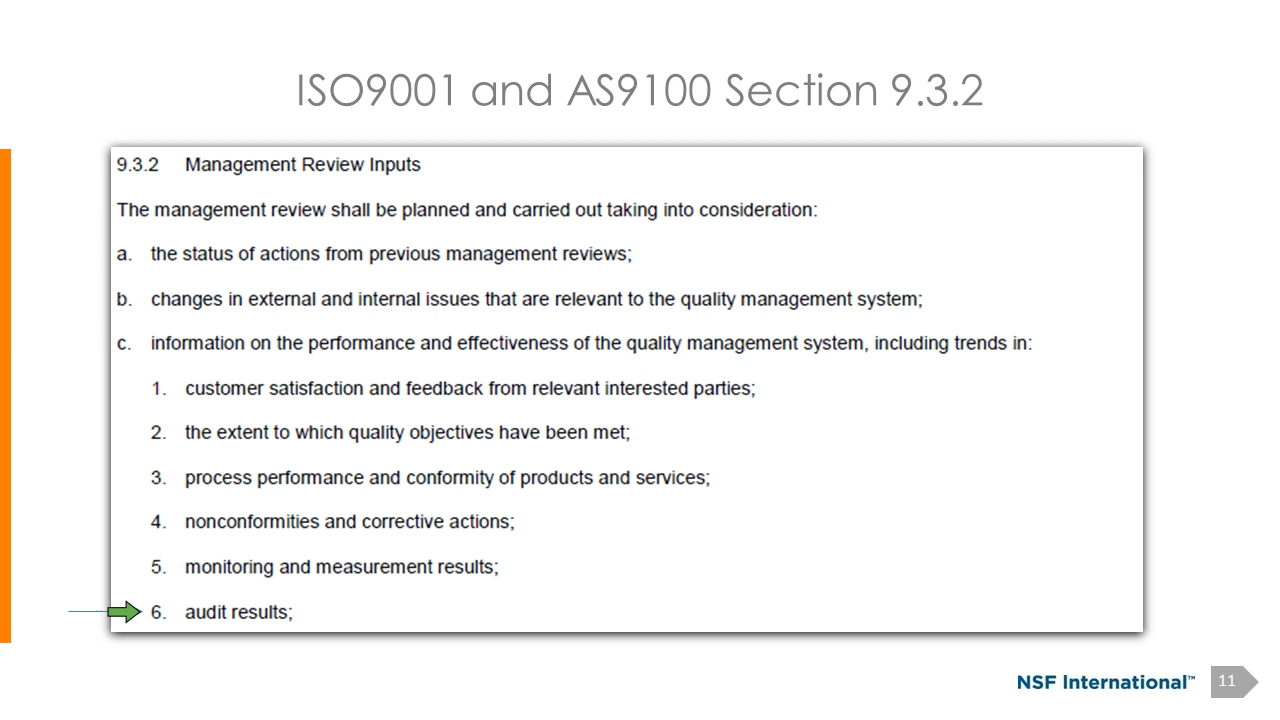 ISO9001 and AS9100 Section 9.3.2
9.3.2 Management Review Inputs
The management review shall be planned and carried out taking into consideration:
a. the status of actions from previous management reviews;
b. changes in external and internal issues that are relevant to the quality management system;
c. information on the performance and effectiveness of the quality management system, including trends in:
1. customer satisfaction and feedback from relevant interested parties;
2. the extent to which quality objectives have been met;
3. process performance and conformity of products and services;
4. nonconformities and corrective actions;
5. monitoring and measurement results;
6. audit results;
NSF International™
11